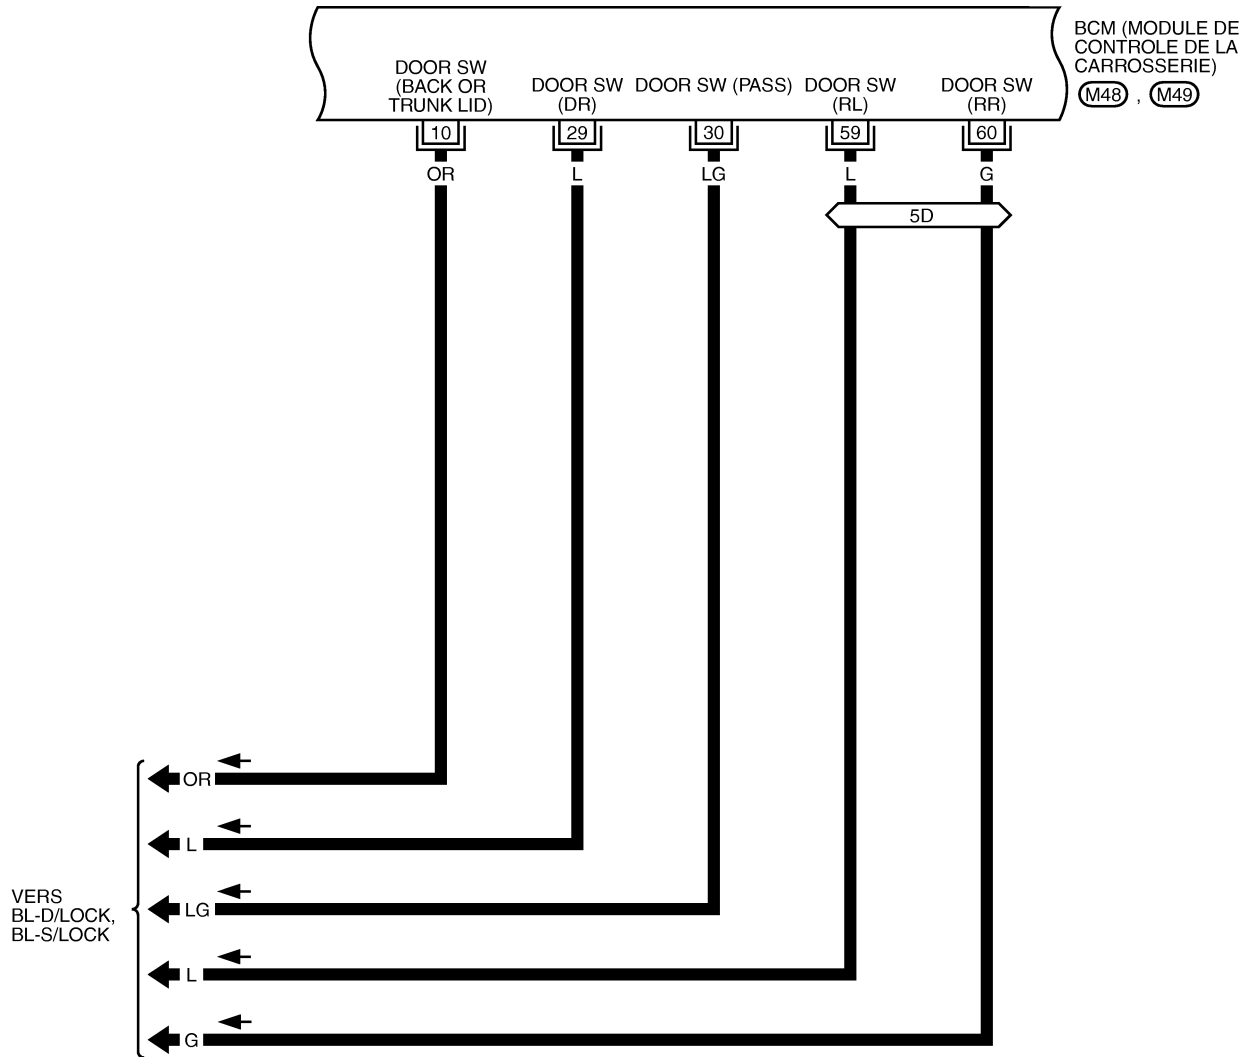 BCM (MODULE DE
CONTROLE DE LA
CARROSSERIE)
M48 , M49
DOOR SW
(BACK OR
TRUNK LID)
DOOR SW
(DR)
DOOR SW (PASS)
DOOR SW
(RL)
DOOR SW
(RR)
10 29 30 59 60
OR L LG L G
5D
OR
L
LG
L
G
VERS
BL-D/LOCK,
BL-S/LOCK